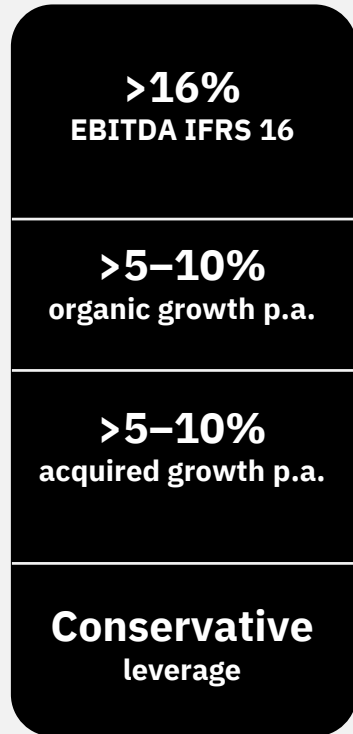 >16%
EBITDA IFRS 16
>5–10%
organic growth p.a.
>5–10%
acquired growth p.a.
Conservative
leverage